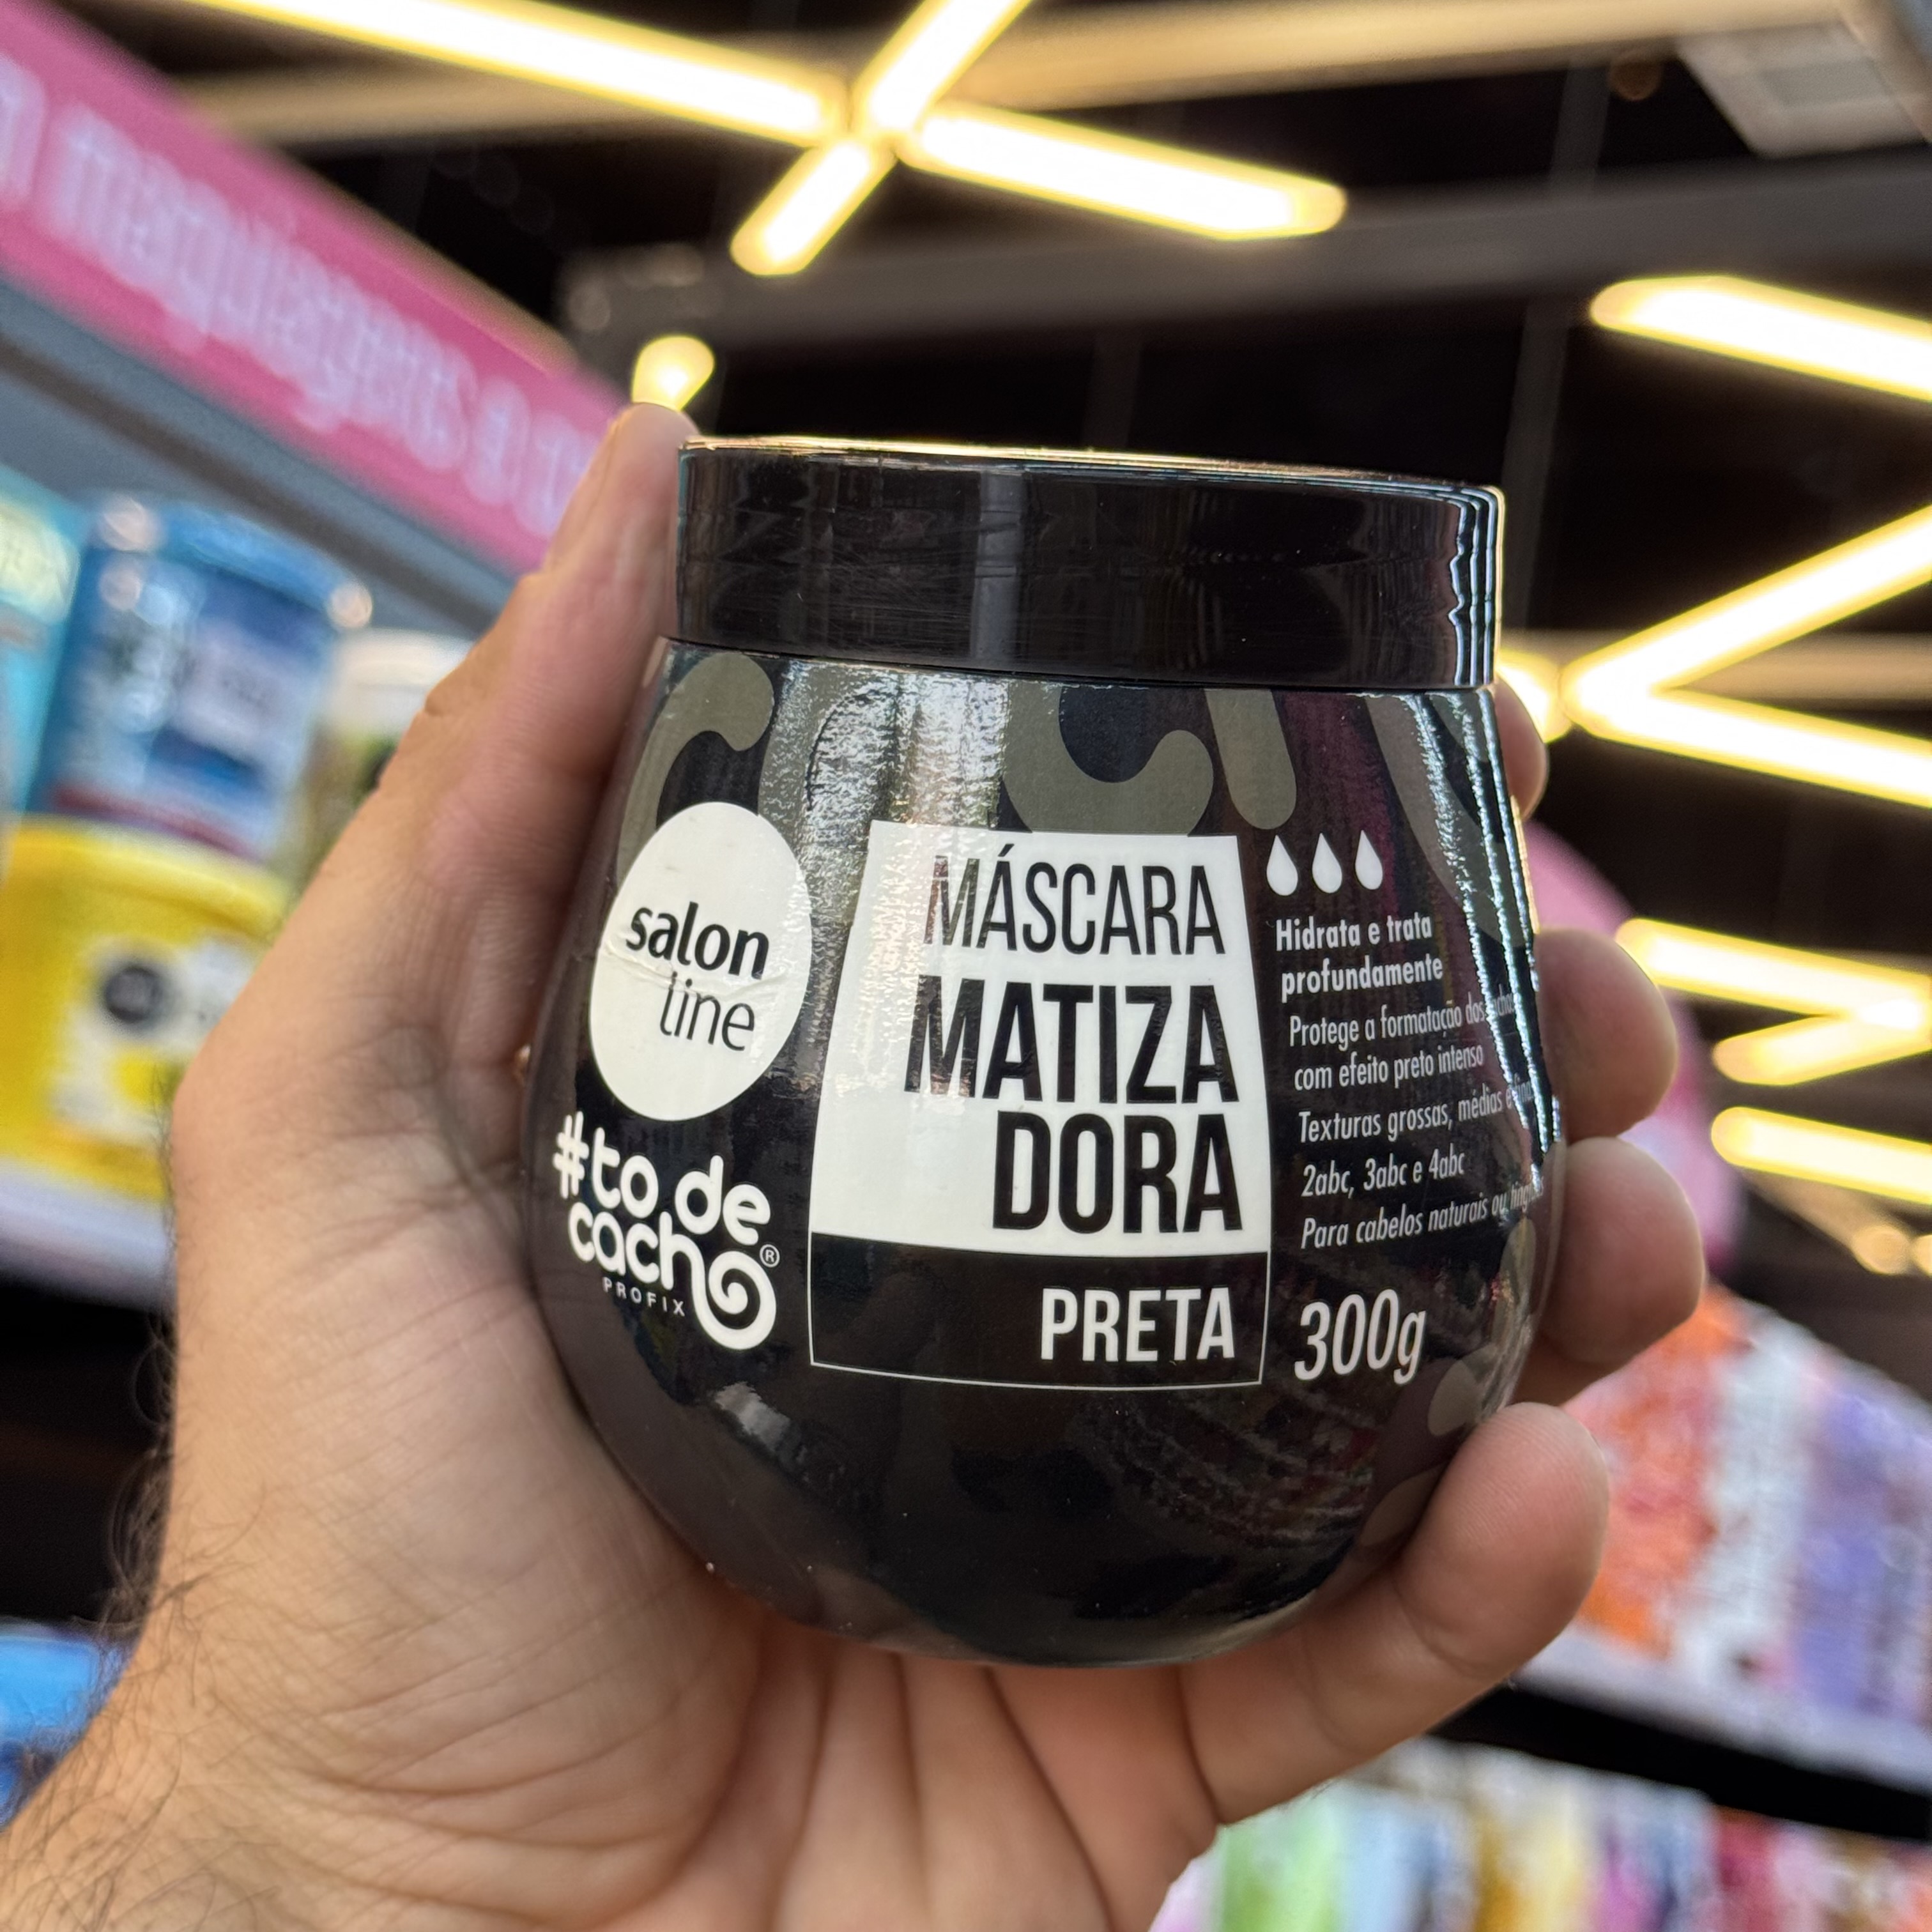 salon
line
#to de
cacho®
PROFIX
MÁSCARA
MATIZA
DORA
PRETA
Hidrata e trata
profundamente
Protege a formatação dos
com efeito preto intenso
Texturas grossas, médias e
2abc, 3abc e 4abc
Para cabelos naturais ou
300g